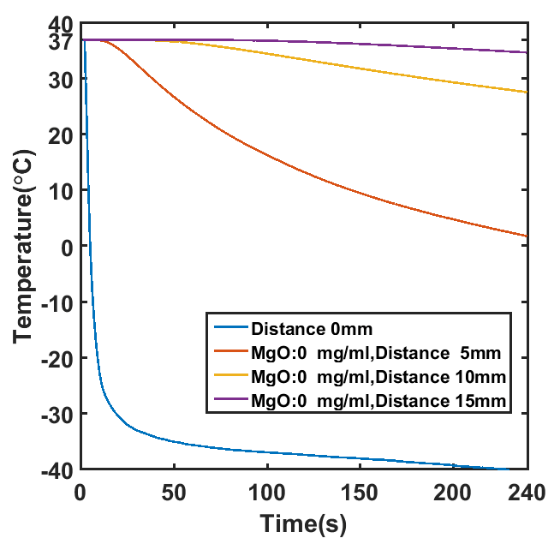 40
37
30
20
10
0
-10
-20
-30
-40
Temperature(°C)
Distance 0mm
MgO:0 mg/ml,Distance 5mm
MgO:0 mg/ml,Distance 10mm
MgO:0 mg/ml,Distance 15mm
0 50 100 150 200 240
Time(s)